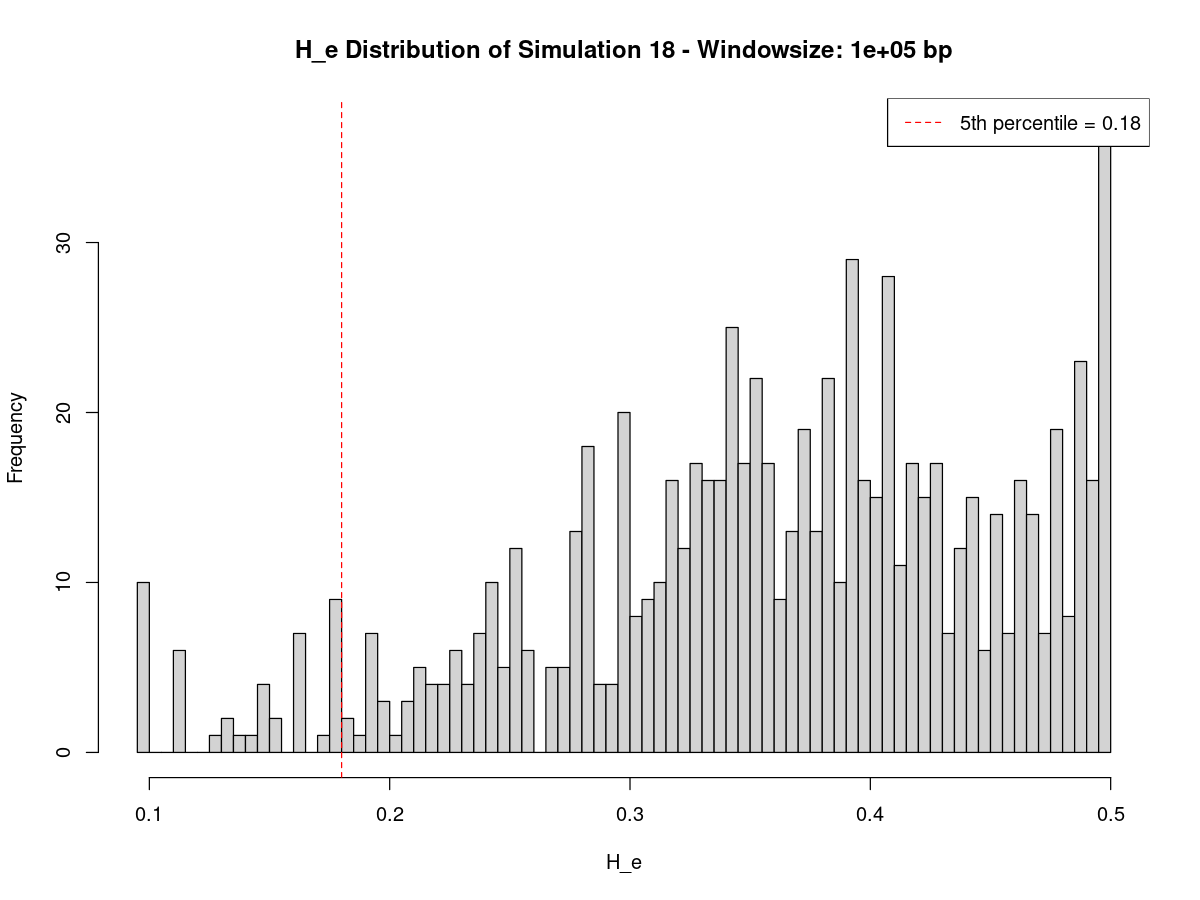 H_e Distribution of Simulation 18 - Windowsize: 1e+05 bp
5th percentile = 0.18
Frequency
30
20
10
0
0.1 0.2 0.3 0.4 0.5
H_e